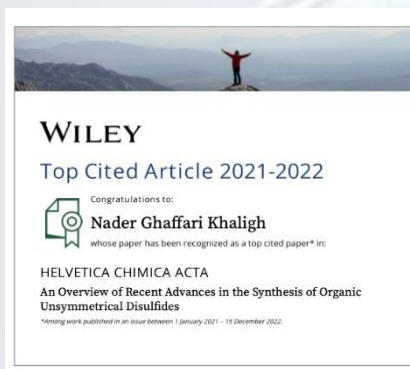 WILEY
Top Cited Article 2021-2022
Congratulations to:
Nader Ghaffari Khaligh
whose paper has been recognized as a top cited paper* in:
HELVETICA CHIMICA ACTA
An Overview of Recent Advances in the Synthesis of Organic
Unsymmetrical Disulfides
*Among work published in an issue between 1 January 2021 – 15 December 2022.